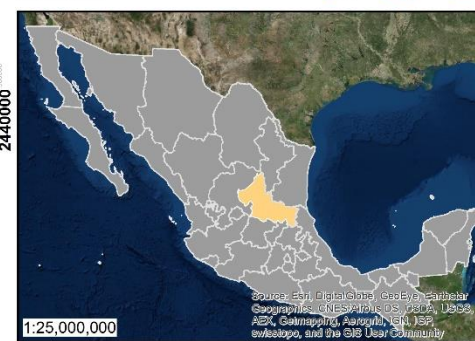 2440000
Source: Esri, DigitalGlobe, GeoEye, Earthstar
Geographics, CNES/Airbus DS, USDA, USGS,
AEX, Getmapping, Aerogrid, IGN, IGP,
swisstopo, and the GIS User Community
1:25,000,000